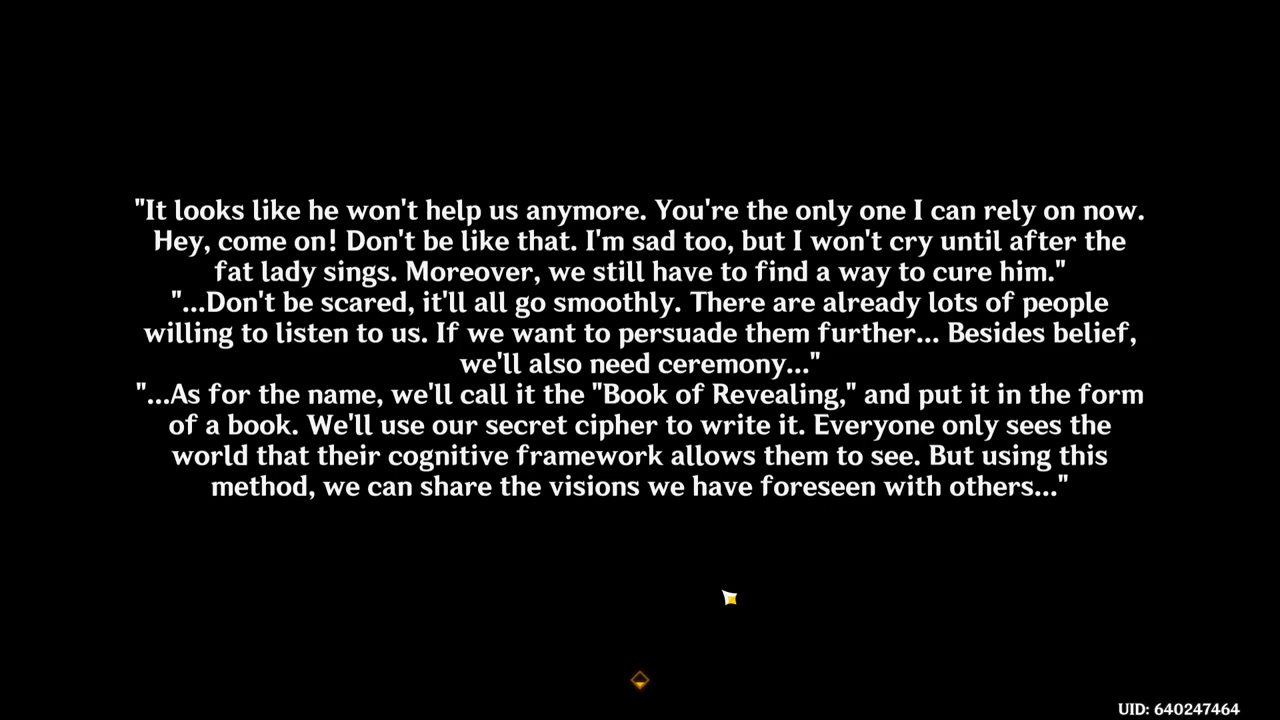 "It looks like he won't help us anymore. You're the only one I can rely on now.
Hey, come on! Don't be like that. I'm sad too, but I won't cry until after the
fat lady sings. Moreover, we still have to find a way to cure him."
"...Don't be scared, it'll all go smoothly. There are already lots of people
willing to listen to us. If we want to persuade them further... Besides belief,
we'll also need ceremony..."
"...As for the name, we'll call it the "Book of Revealing," and put it in the form
of a book. We'll use our secret cipher to write it. Everyone only sees the
world that their cognitive framework allows them to see. But using this
method, we can share the visions we have foreseen with others..."
UID: 640247464